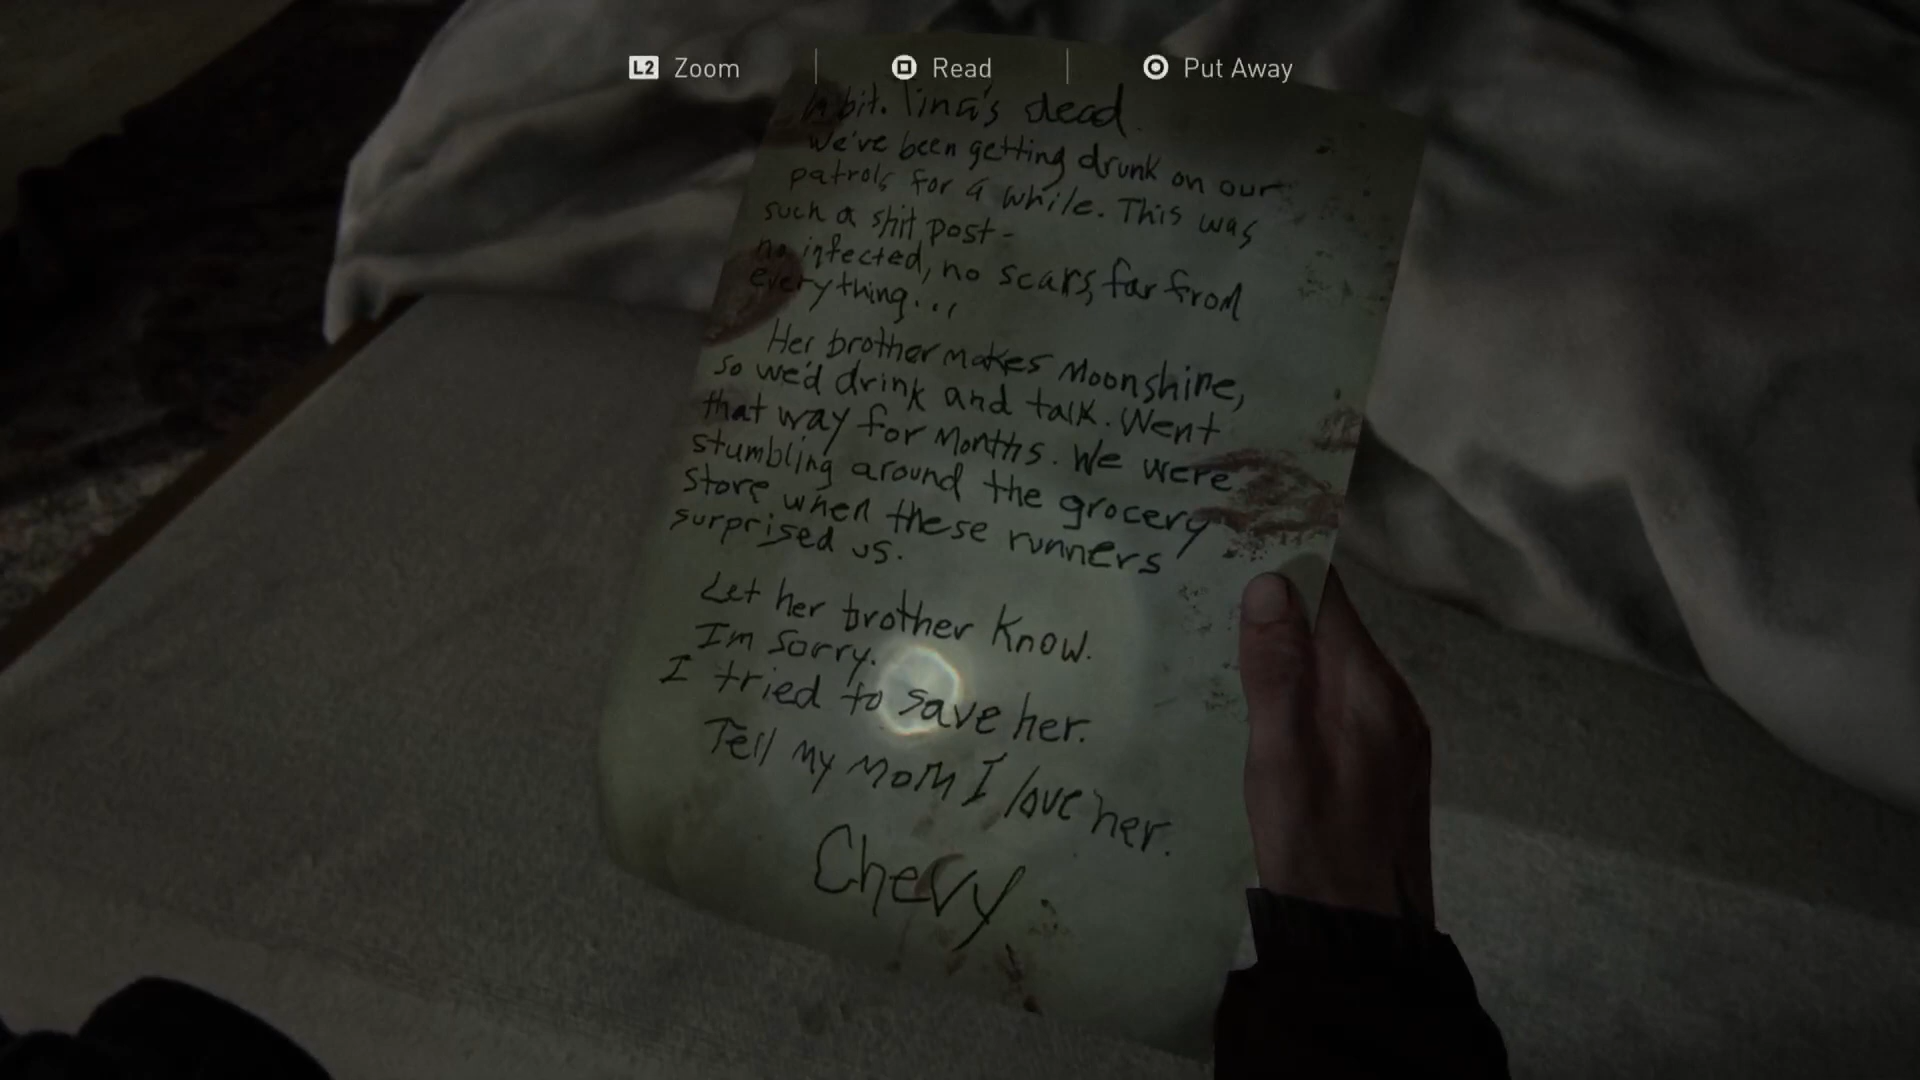 L2 Zoom
Read
Put Away
bit. Tina's dead.
We've been getting drunk on our
patrols for a while. This was
such a shit post-
no infected, no scars, far from
everything...
Her brother makes Moonshine,
so we'd drink and talk. Went
that way for Months. We were
stumbling around the grocery
store when these runners
surprised us.
Let her brother Know.
I'm sorry.
I tried to save her.
Tell my Mom I love her.
Chevy